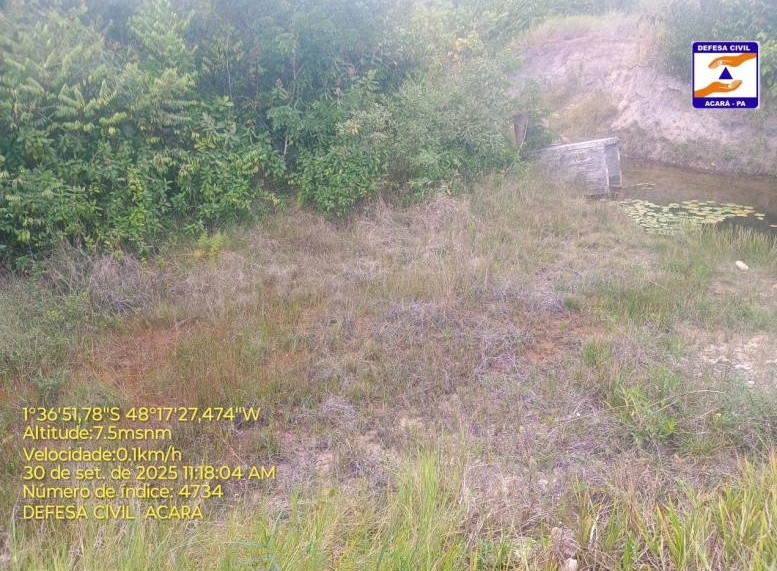 DEFESA CIVIL
ACARÁ - PA
1°36'51,78"S 48°17'27,474"W
Altitude:7.5msnm
Velocidade:0.1km/h
30 de set. de 2025 11:18:04 AM
Número de índice: 4734
DEFESA CIVIL ACARÁ